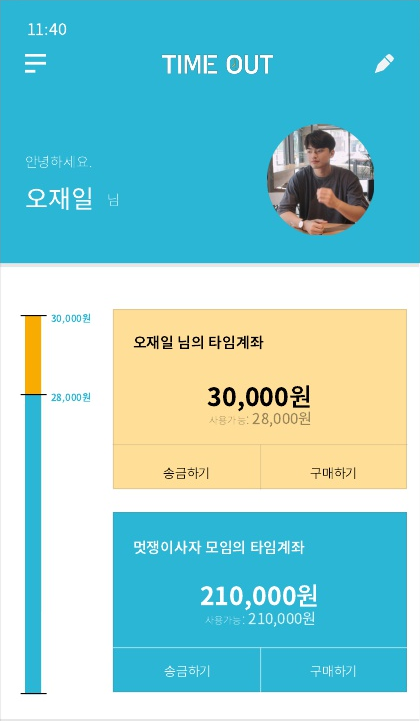 11:40
TIME OUT
안녕하세요.
오재일 님
30,000원
28,000원
오재일 님의 타임계좌
30,000원
사용가능: 28,000원
송금하기 구매하기
멋쟁이사자 모임의 타임계좌
210,000원
사용가능: 210,000원
송금하기 구매하기